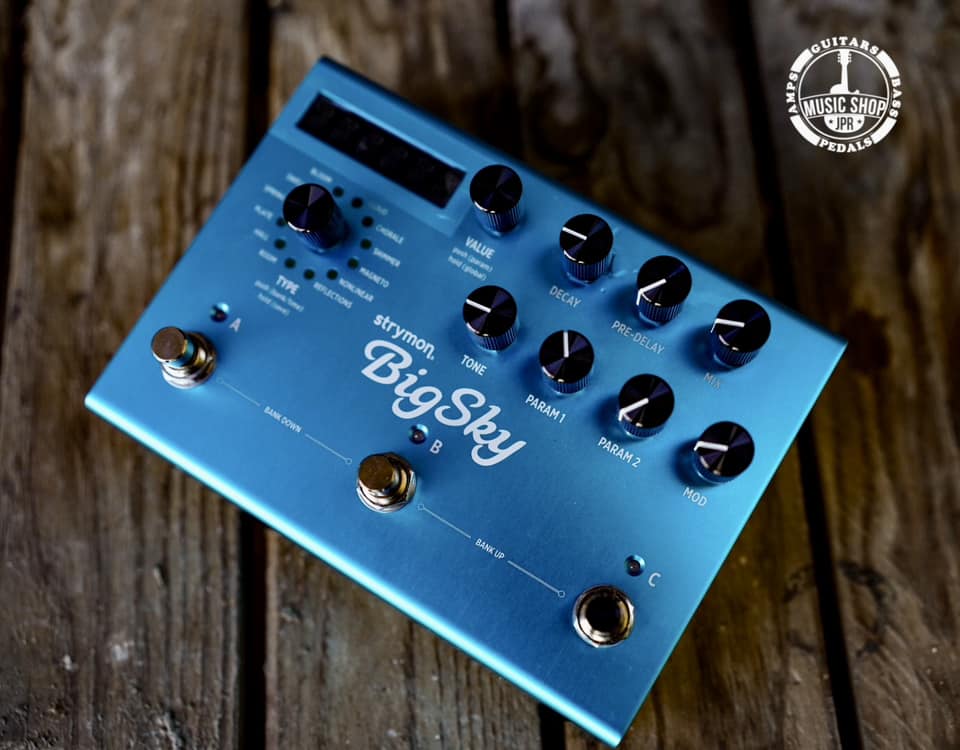 GUITARS
AMPS
BASS
MUSIC SHOP
JPR
PEDALS
BLOOM
CLOUD
CHORALE
SHIMMER
MAGNETO
NONLINEAR
REFLECTIONS
ROOM
HALL
PLATE
SPRING
TYPE
push (bank/tone)
hold (save)
VALUE
push (param)
hold (global)
DECAY
PRE-DELAY
MIX
TONE
PARAM 1
PARAM 2
MOD
strymon.
BigSky
A
BANK DOWN
B
BANK UP
C